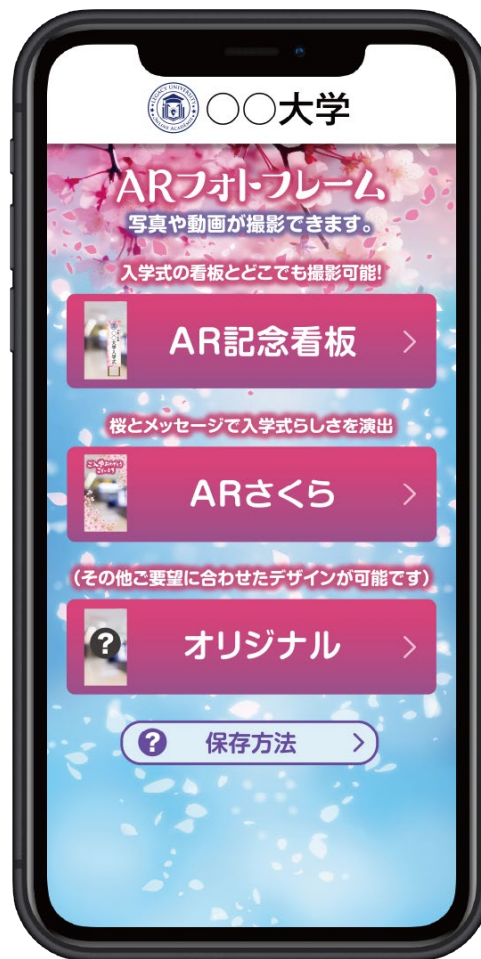 ○○大学
ARフォトフレーム
写真や動画が撮影できます。
入学式の看板とどこでも撮影可能!
AR記念看板
桜とメッセージで入学式らしさを演出
ARさくら
(その他ご要望に合わせたデザインが可能です)
?
オリジナル
?
保存方法